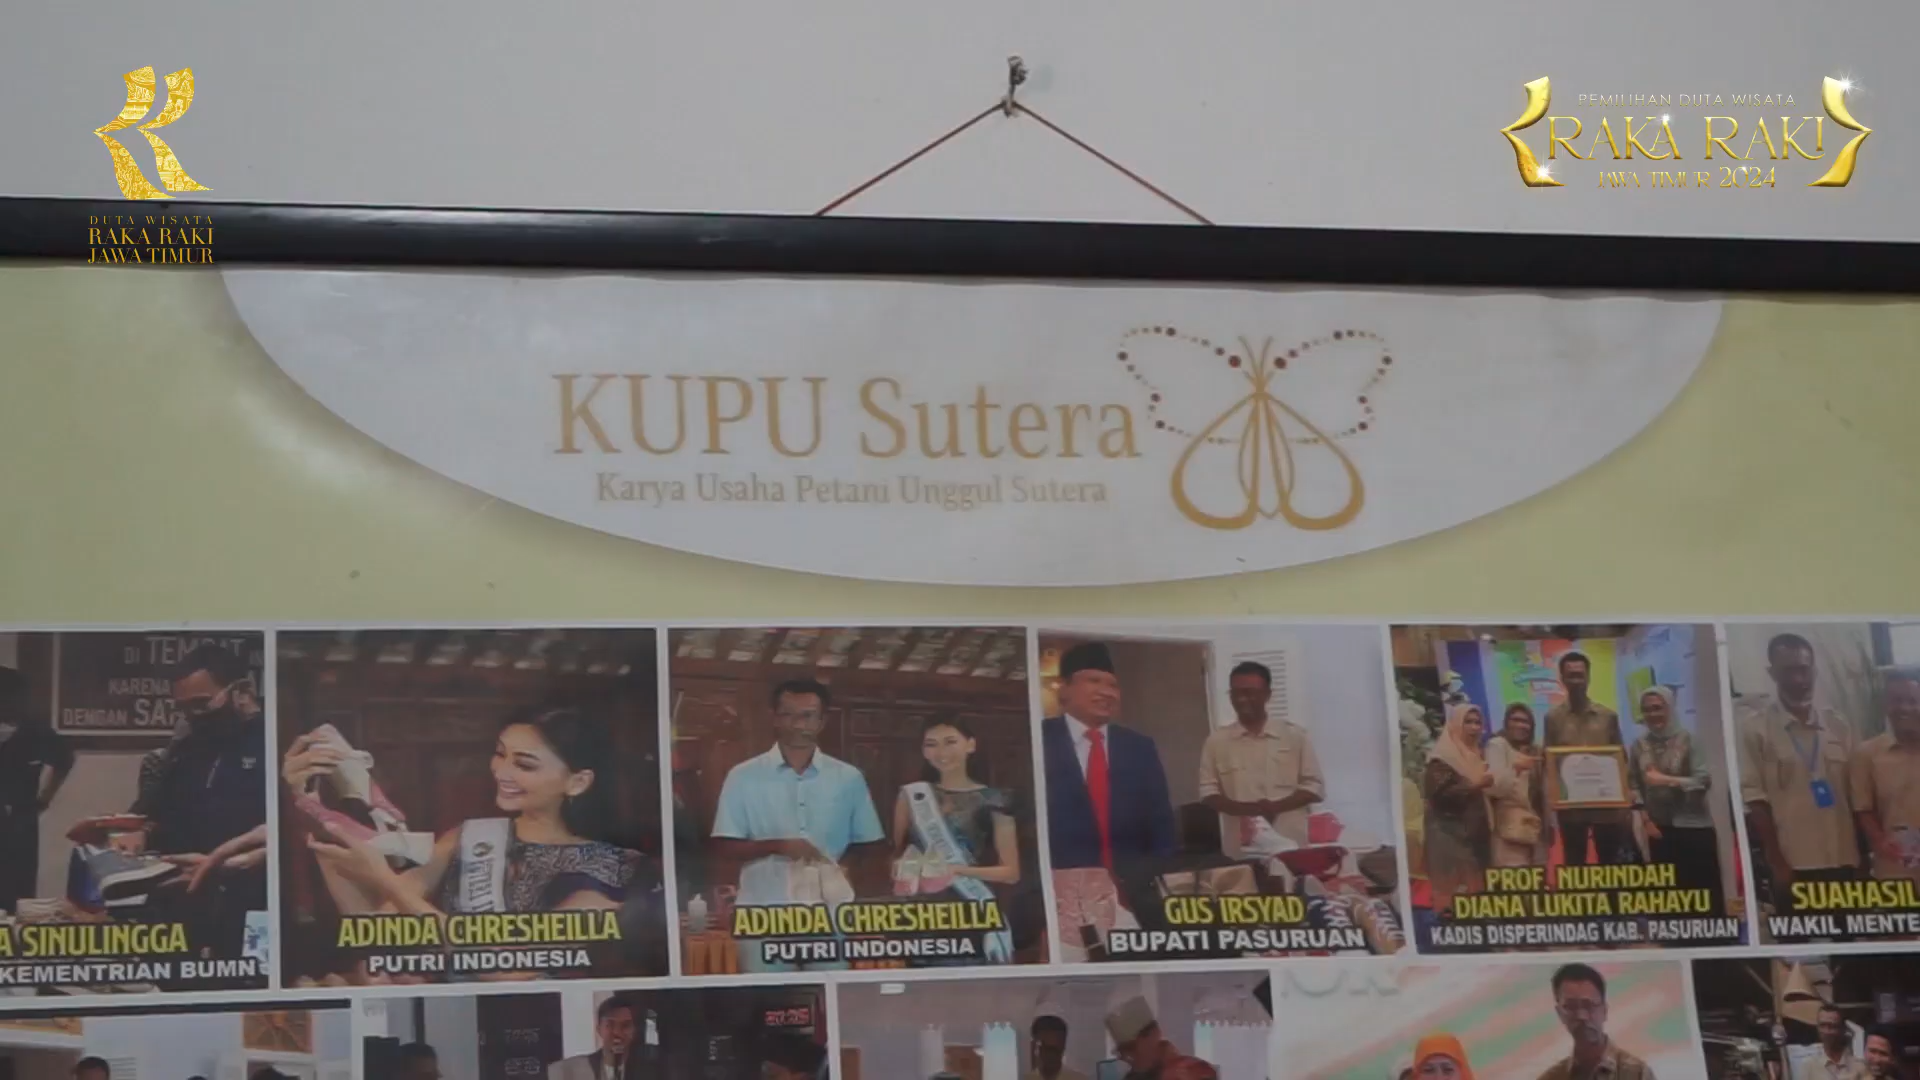 DUTA WISATA
RAKA RAKI
JAWA TIMUR
PEMILIHAN DUTA WISATA
RAKA RAKI
JAWA TIMUR 2024
KUPU Sutera
Karya Usaha Petani Unggul Sutera
DI TEMPAT
KARENA
DENGAN
A SINULINGGA
KEMENTRIAN BUMN
ADINDA CHRESHEILLA
PUTRI INDONESIA
ADINDA CHRESHEILLA
PUTRI INDONESIA
GUS IRSYAD
BUPATI PASURUAN
PROF. NURINDAH
DIANA LUKITA RAHAYU
KADIS DISPERINDAG KAB. PASURUAN
SUAHASIL
WAKIL MENTE